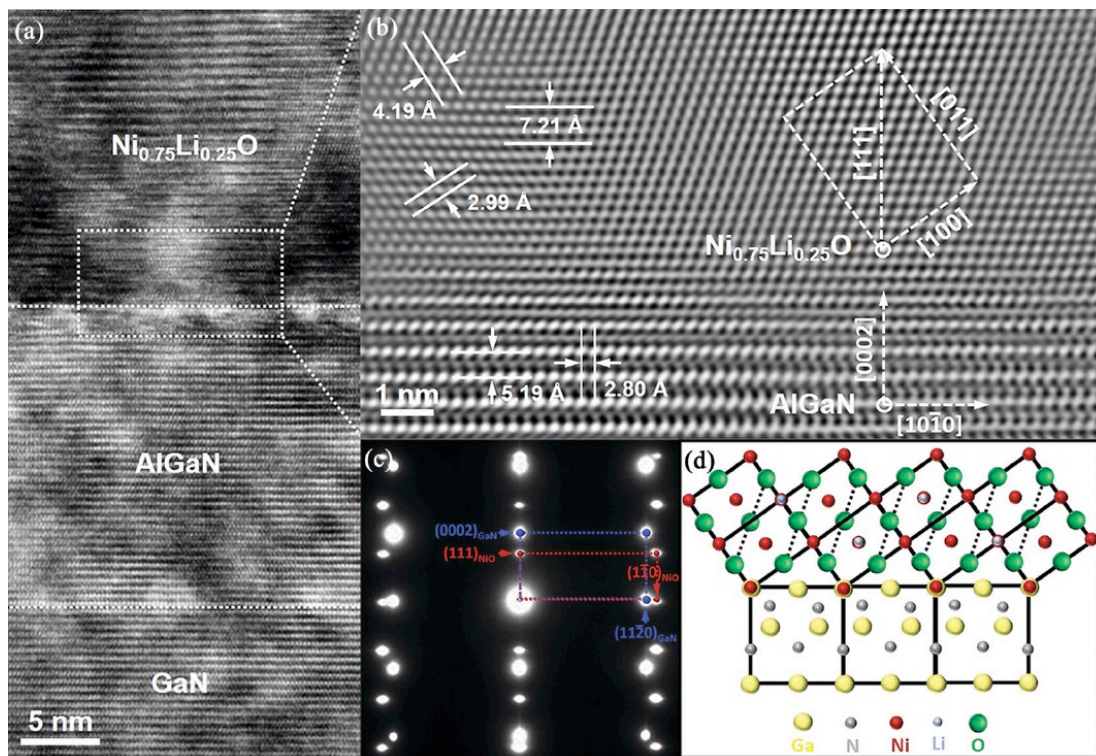 (a)
Ni0.75Li0.25O
AlGaN
GaN
5 nm
(b)
4.19 Å
7.21 Å
2.99 Å
[111]
[011]
[100]
Ni0.75Li0.25O
[0002]
5.19 Å
2.80 Å
1 nm
AlGaN
[101̄0]
(c)
(0002)GaN
(111)NiO
(11̄0)NiO
(112̄0)GaN
(d)
Ga N Ni Li O